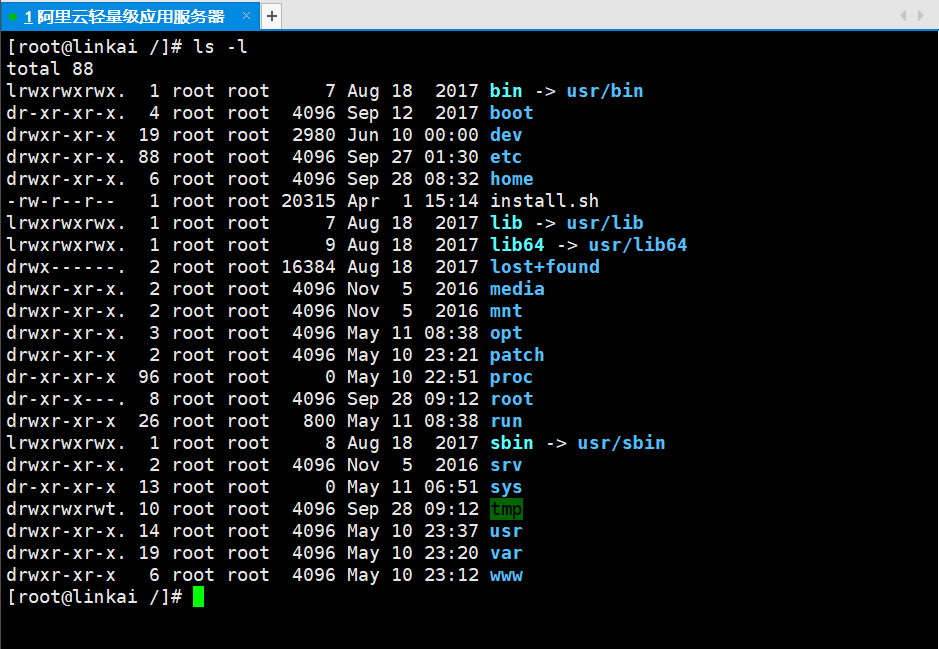 1 阿里云轻量级应用服务器 × +
[root@linkai /]# ls -l
total 88
lrwxrwxrwx.  1 root root     7 Aug 18  2017 bin -> usr/bin
dr-xr-xr-x.  4 root root  4096 Sep 12  2017 boot
drwxr-xr-x  19 root root  2980 Jun 10 00:00 dev
drwxr-xr-x. 88 root root  4096 Sep 27 01:30 etc
drwxr-xr-x.  6 root root  4096 Sep 28 08:32 home
-rw-r--r--   1 root root 20315 Apr  1 15:14 install.sh
lrwxrwxrwx.  1 root root     7 Aug 18  2017 lib -> usr/lib
lrwxrwxrwx.  1 root root     9 Aug 18  2017 lib64 -> usr/lib64
drwx------.  2 root root 16384 Aug 18  2017 lost+found
drwxr-xr-x.  2 root root  4096 Nov  5  2016 media
drwxr-xr-x.  2 root root  4096 Nov  5  2016 mnt
drwxr-xr-x.  3 root root  4096 May 11 08:38 opt
drwxr-xr-x   2 root root  4096 May 10 23:21 patch
dr-xr-xr-x  96 root root     0 May 10 22:51 proc
dr-xr-x---.  8 root root  4096 Sep 28 09:12 root
drwxr-xr-x  26 root root   800 May 11 08:38 run
lrwxrwxrwx.  1 root root     8 Aug 18  2017 sbin -> usr/sbin
drwxr-xr-x.  2 root root  4096 Nov  5  2016 srv
dr-xr-xr-x  13 root root     0 May 11 06:51 sys
drwxrwxrwt. 10 root root  4096 Sep 28 09:12 tmp
drwxr-xr-x. 14 root root  4096 May 10 23:37 usr
drwxr-xr-x. 19 root root  4096 May 10 23:20 var
drwxr-xr-x   6 root root  4096 May 10 23:12 www
[root@linkai /]#